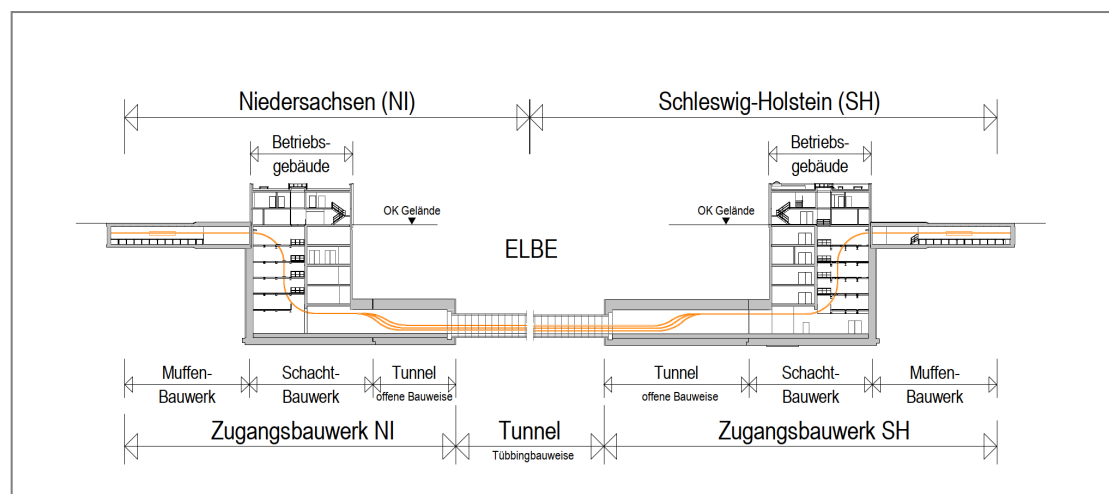 Niedersachsen (NI)
Schleswig-Holstein (SH)
Betriebs-
gebäude
Betriebs-
gebäude
OK Gelände
OK Gelände
ELBE
Muffen-
Bauwerk
Schacht-
Bauwerk
Tunnel
offene Bauweise
Tunnel
offene Bauweise
Schacht-
Bauwerk
Muffen-
Bauwerk
Zugangsbauwerk NI
Tunnel
Tübbingbauweise
Zugangsbauwerk SH